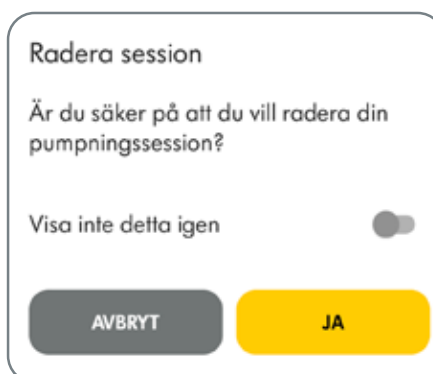 Radera session
Är du säker på att du vill radera din
pumpningssession?
Visa inte detta igen
AVBRYT
JA